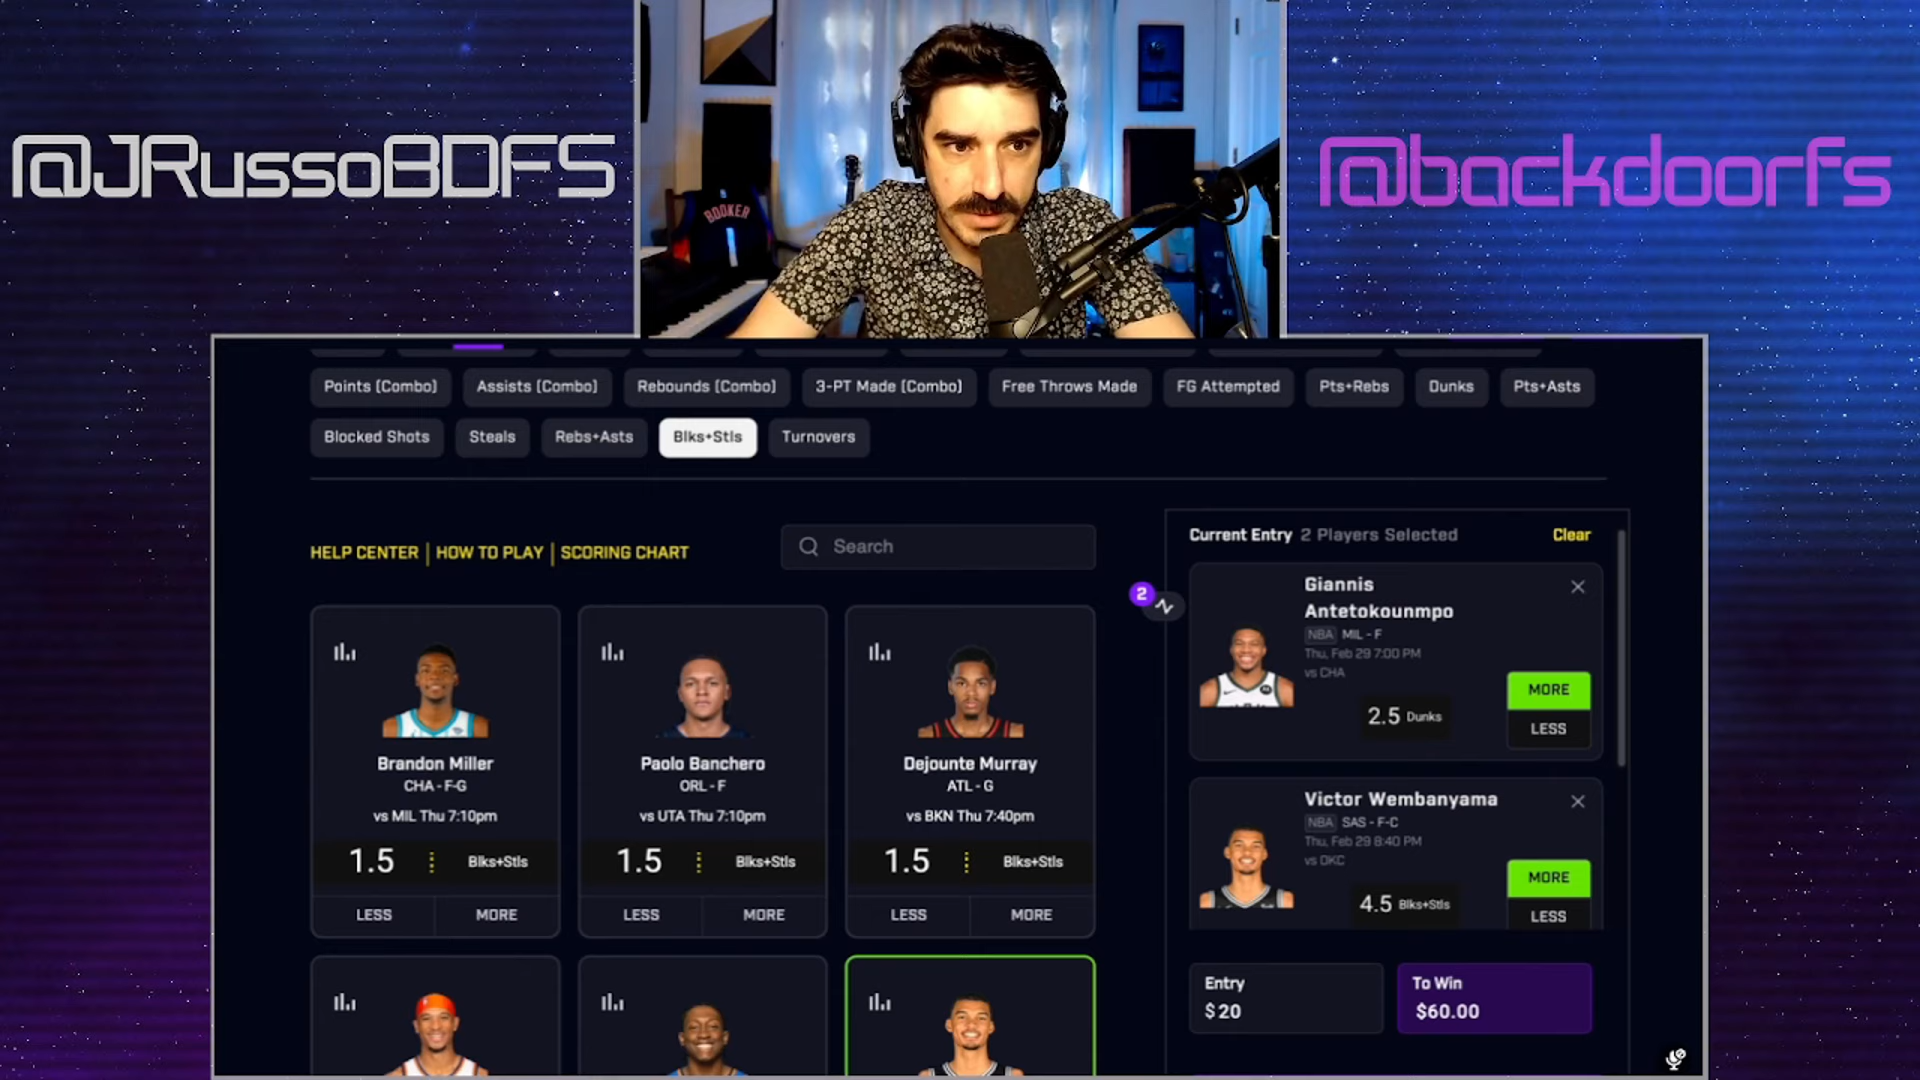 @JRussoBDFS
@backdoorfs
BOOKER
1
Points (Combo)
Assists (Combo)
Rebounds (Combo)
3-PT Made (Combo)
Free Throws Made
FG Attempted
Pts+Rebs
Dunks
Pts+Asts
Blocked Shots
Steals
Rebs+Asts
Blks+Stls
Turnovers
HELP CENTER | HOW TO PLAY | SCORING CHART
Search
Brandon Miller
CHA - F-G
vs MIL Thu 7:10pm
1.5 Blks+Stls
LESS MORE
Paolo Banchero
ORL - F
vs UTA Thu 7:10pm
1.5 Blks+Stls
LESS MORE
Dejounte Murray
ATL - G
vs BKN Thu 7:40pm
1.5 Blks+Stls
LESS MORE
Current Entry 2 Players Selected
Clear
2
Giannis
Antetokounmpo
NBA MIL - F
Thu, Feb 29 7:00 PM
vs CHA
2.5 Dunks
MORE
LESS
Victor Wembanyama
NBA SAS - F-C
Thu, Feb 29 8:40 PM
vs OKC
4.5 Blks+Stls
MORE
LESS
Entry
$ 20
To Win
$60.00